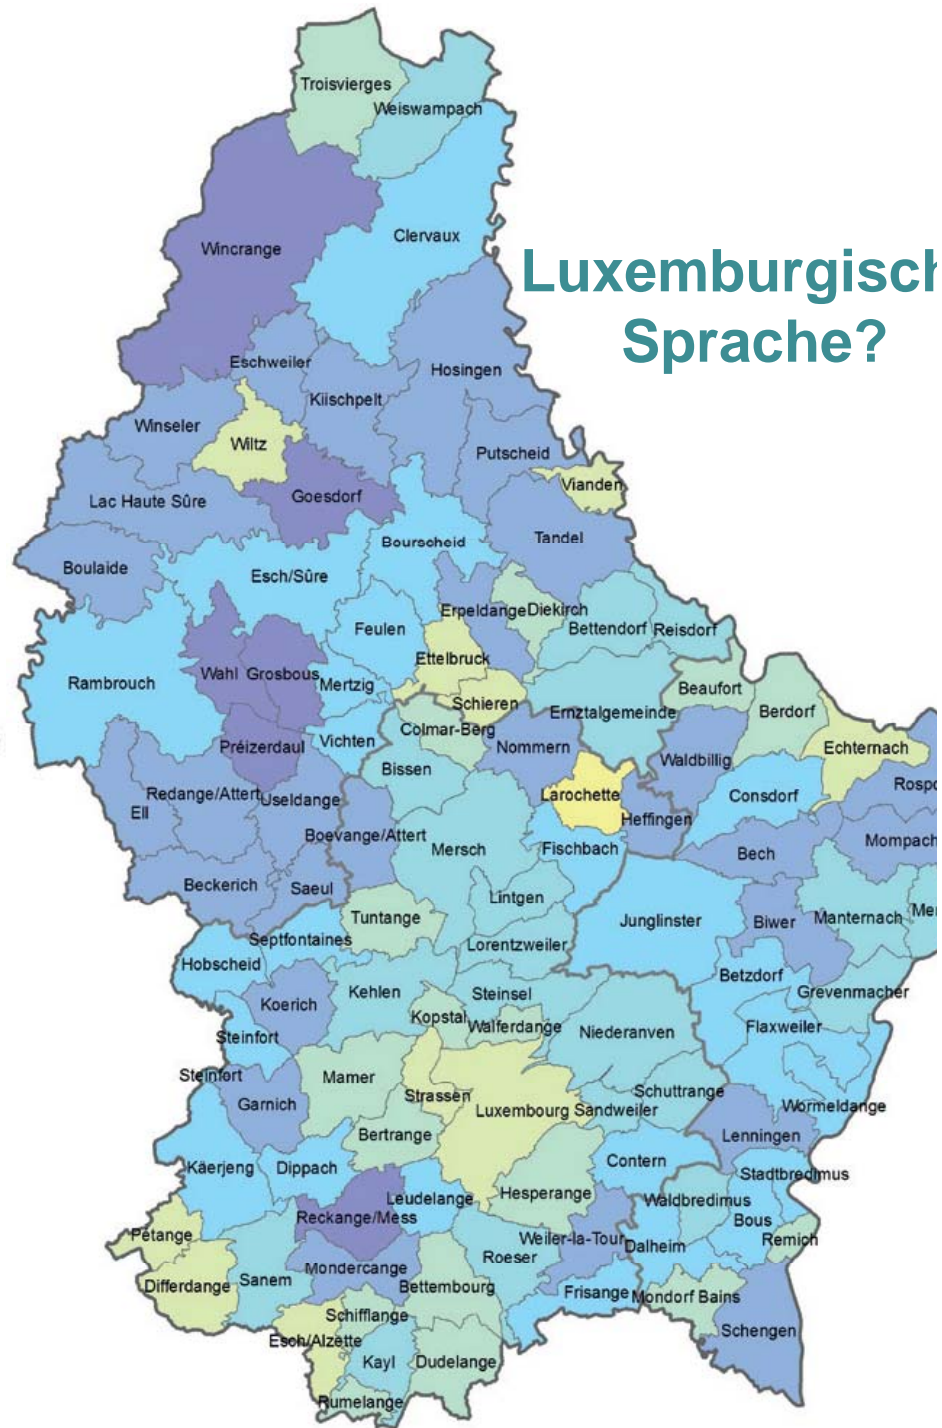 Troisvierges
Weiswampach
Clervaux
Wincrange
Luxemburgisch
Sprache?
Eschweiler
Hosingen
Kiischpelt
Winseler
Wiltz
Putscheid
Vianden
Goesdorf
Lac Haute Sûre
Tandel
Bourscheid
Boulaide
Esch/Sûre
Erpeldange
Diekirch
Feulen
Bettendorf
Reisdorf
Ettelbruck
Wahl
Grosbous
Rambrouch
Mertzig
Beaufort
Schieren
Ernztalgemeinde
Berdorf
Colmar-Berg
Préizerdaul
Vichten
Nommern
Echternach
Waldbillig
Bissen
Rospo
Redange/Attert
Useldange
Larochette
Consdorf
Ell
Heffingen
Boevange/Attert
Mompach
Mersch
Fischbach
Bech
Beckerich
Saeul
Lintgen
Tuntange
Junglinster
Biwer
Manternach
Mer
Septfontaines
Lorentzweiler
Hobscheid
Betzdorf
Kehlen
Steinsel
Grevenmacher
Koerich
Kopstal
Walferdange
Niederanven
Flaxweiler
Steinfort
Steinfort
Mamer
Strassen
Schuttrange
Garnich
Luxembourg
Sandweiler
Wormeldange
Bertrange
Lenningen
Käerjeng
Dippach
Contern
Stadtbredimus
Leudelange
Hesperange
Waldbredimus
Reckange/Mess
Bous
Pétange
Weiler-la-Tour
Dalheim
Remich
Roeser
Mondercange
Sanem
Differdange
Bettembourg
Frisange
Mondorf Bains
Schifflange
Schengen
Esch/Alzette
Kayl
Dudelange
Rumelange